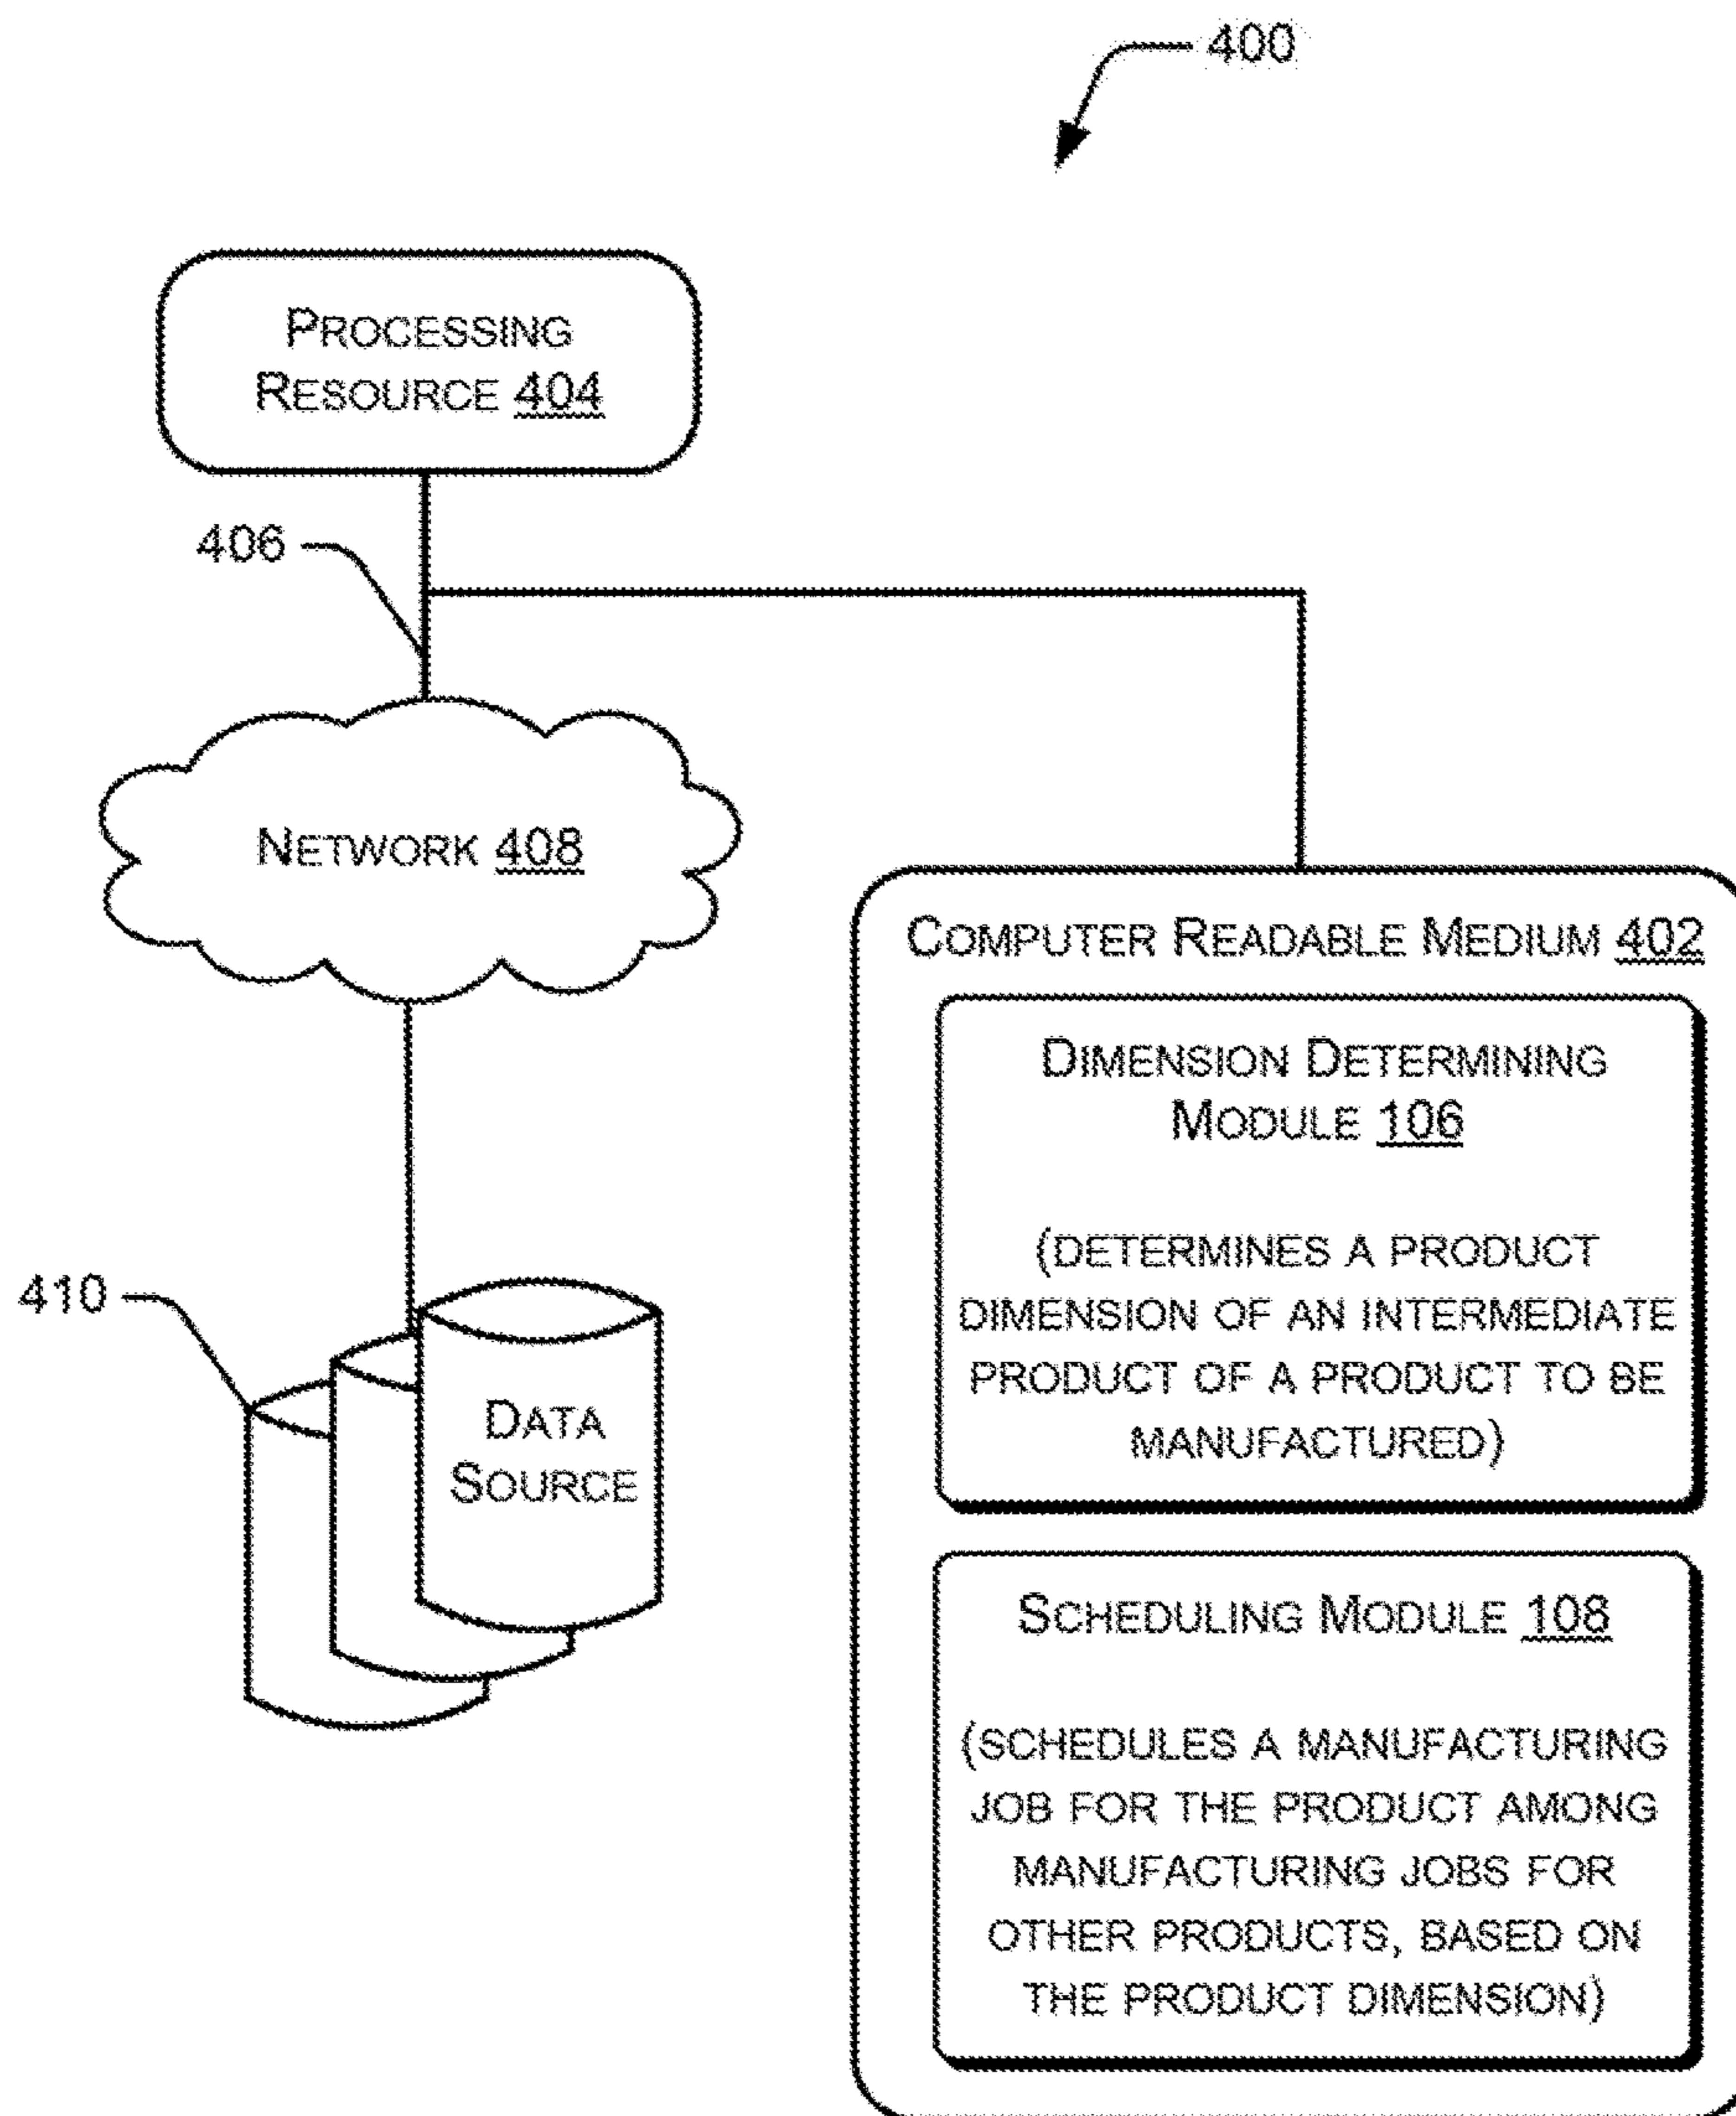 400
PROCESSING
RESOURCE 404
406
NETWORK 408
COMPUTER READABLE MEDIUM 402
DIMENSION DETERMINING
MODULE 106
(DETERMINES A PRODUCT
DIMENSION OF AN INTERMEDIATE
PRODUCT OF A PRODUCT TO BE
MANUFACTURED)
410
DATA
SOURCE
SCHEDULING MODULE 108
(SCHEDULES A MANUFACTURING
JOB FOR THE PRODUCT AMONG
MANUFACTURING JOBS FOR
OTHER PRODUCTS, BASED ON
THE PRODUCT DIMENSION)